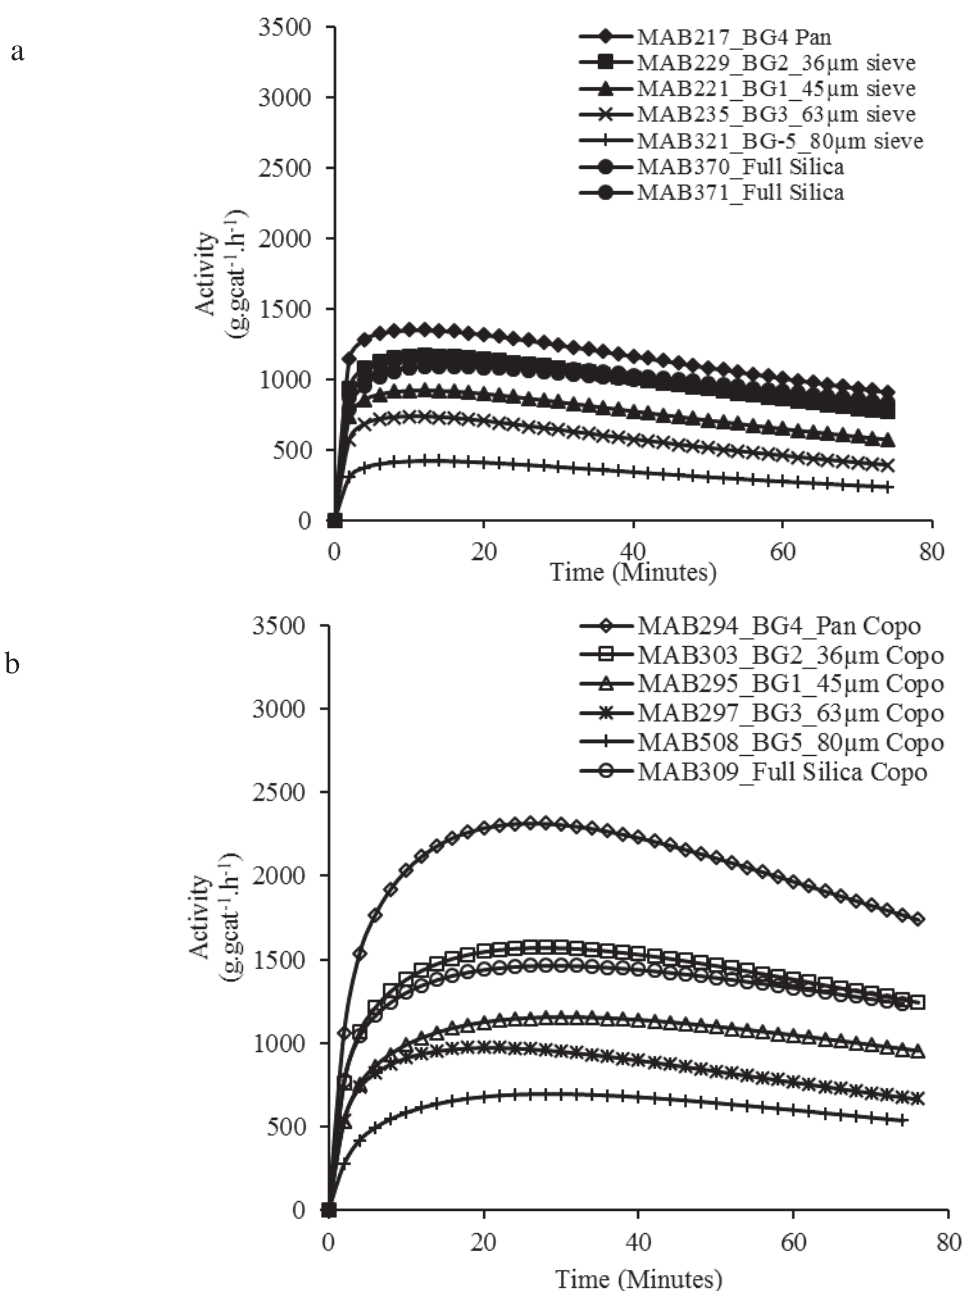 a
3500
3000
2500
2000
1500
1000
500
0
Activity
(g.gcat-1.h-1)
MAB217_BG4 Pan
MAB229_BG2_36µm sieve
MAB221_BG1_45µm sieve
MAB235_BG3_63µm sieve
MAB321_BG-5_80µm sieve
MAB370_Full Silica
MAB371_Full Silica
0 20 40 60 80
Time (Minutes)
b
3500
3000
2500
2000
1500
1000
500
0
Activity
(g.gcat-1.h-1)
MAB294_BG4_Pan Copo
MAB303_BG2_36µm Copo
MAB295_BG1_45µm Copo
MAB297_BG3_63µm Copo
MAB508_BG5_80µm Copo
MAB309_Full Silica Copo
0 20 40 60 80
Time (Minutes)